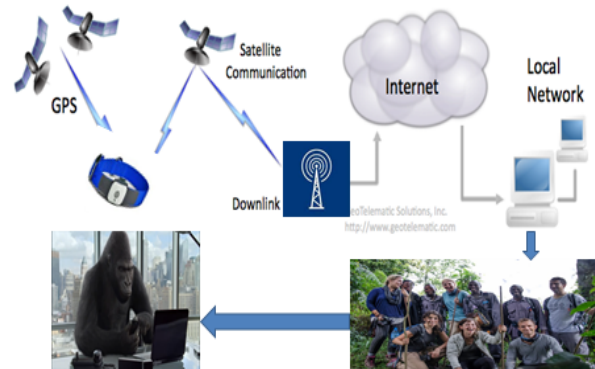 Satellite
Communication
GPS
Internet
Local
Network
Downlink
GeoTelematic Solutions, Inc.
http://www.geotelematic.com